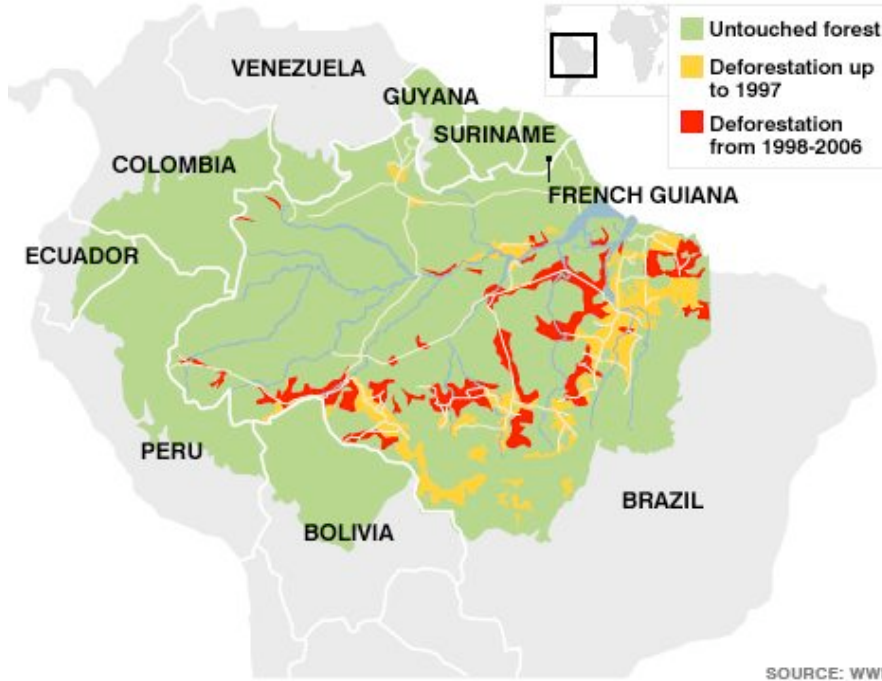 Untouched forest
Deforestation up
to 1997
Deforestation
from 1998-2006
VENEZUELA
GUYANA
SURINAME
COLOMBIA
FRENCH GUIANA
ECUADOR
PERU
BRAZIL
BOLIVIA
SOURCE: